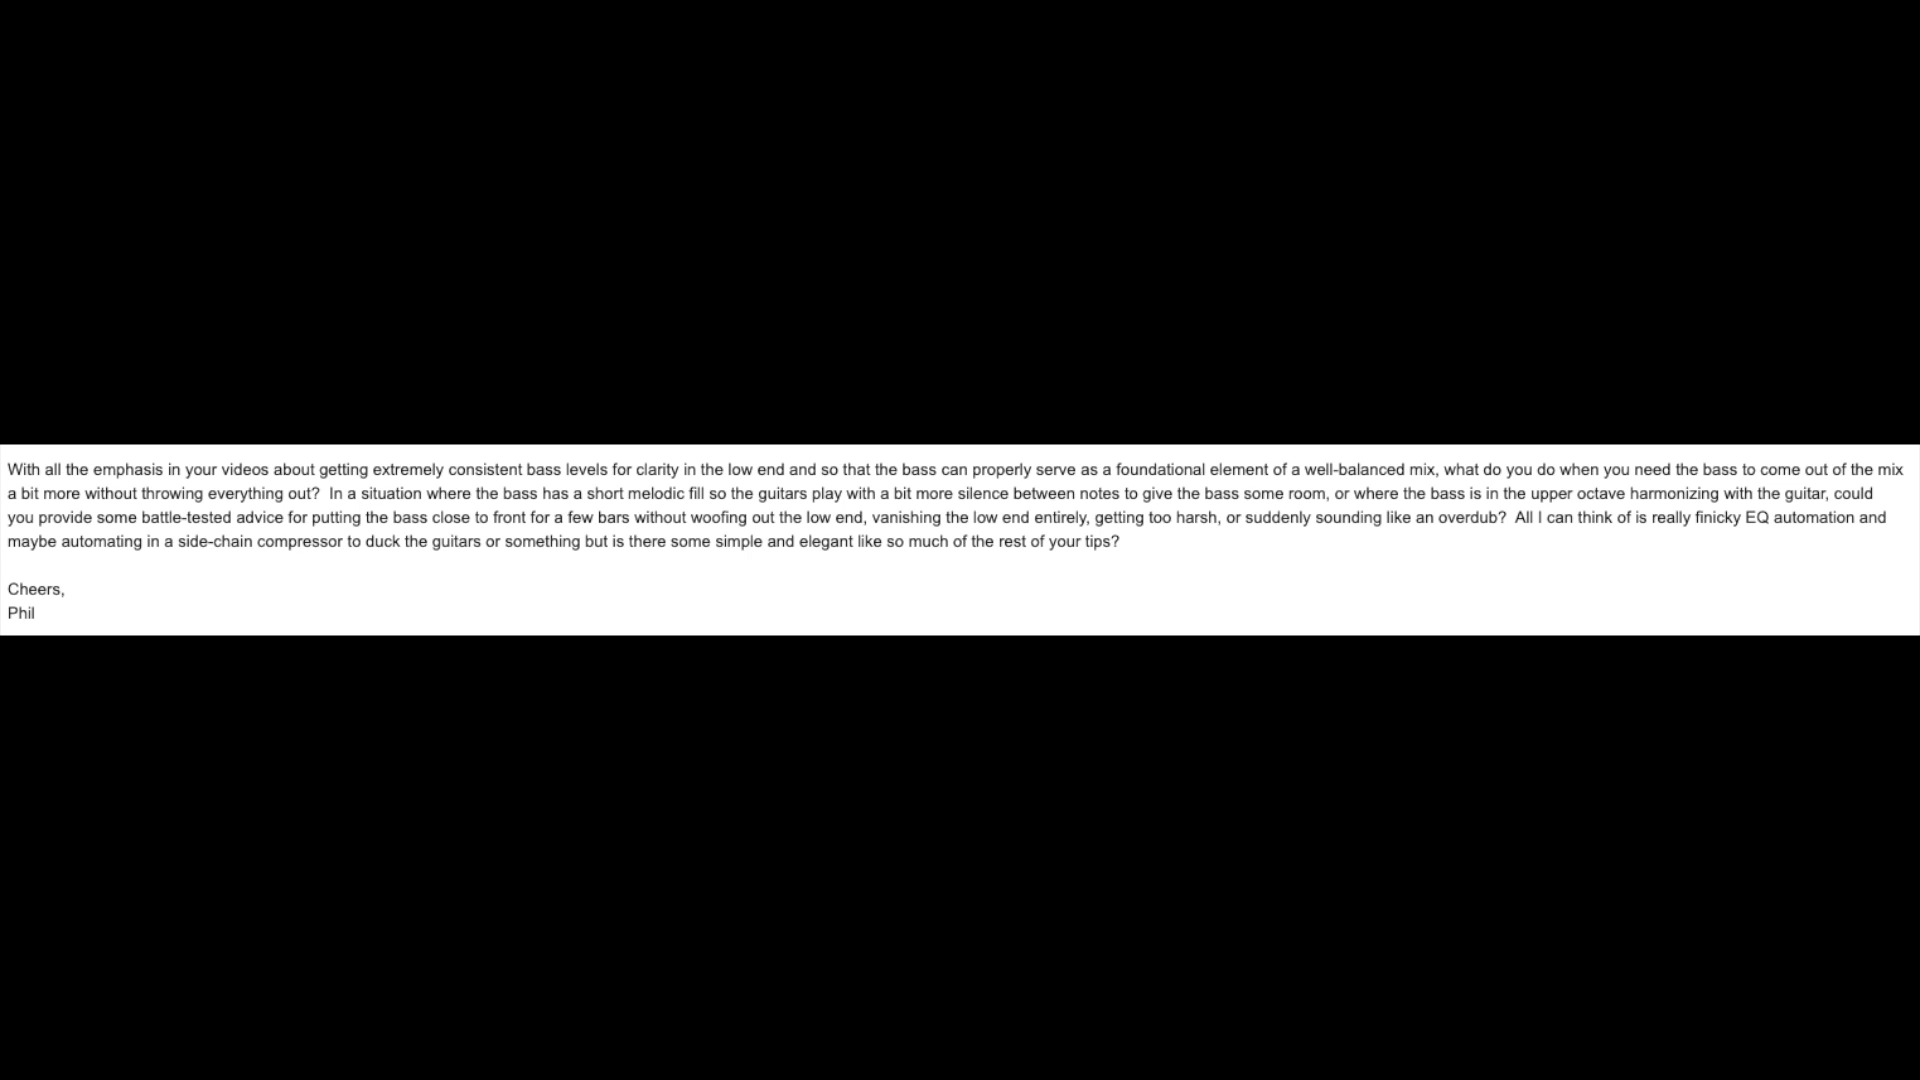 With all the emphasis in your videos about getting extremely consistent bass levels for clarity in the low end and so that the bass can properly serve as a foundational element of a well-balanced mix, what do you do when you need the bass to come out of the mix
a bit more without throwing everything out?  In a situation where the bass has a short melodic fill so the guitars play with a bit more silence between notes to give the bass some room, or where the bass is in the upper octave harmonizing with the guitar, could
you provide some battle-tested advice for putting the bass close to front for a few bars without woofing out the low end, vanishing the low end entirely, getting too harsh, or suddenly sounding like an overdub?  All I can think of is really finicky EQ automation and
maybe automating in a side-chain compressor to duck the guitars or something but is there some simple and elegant like so much of the rest of your tips?
Cheers,
Phil